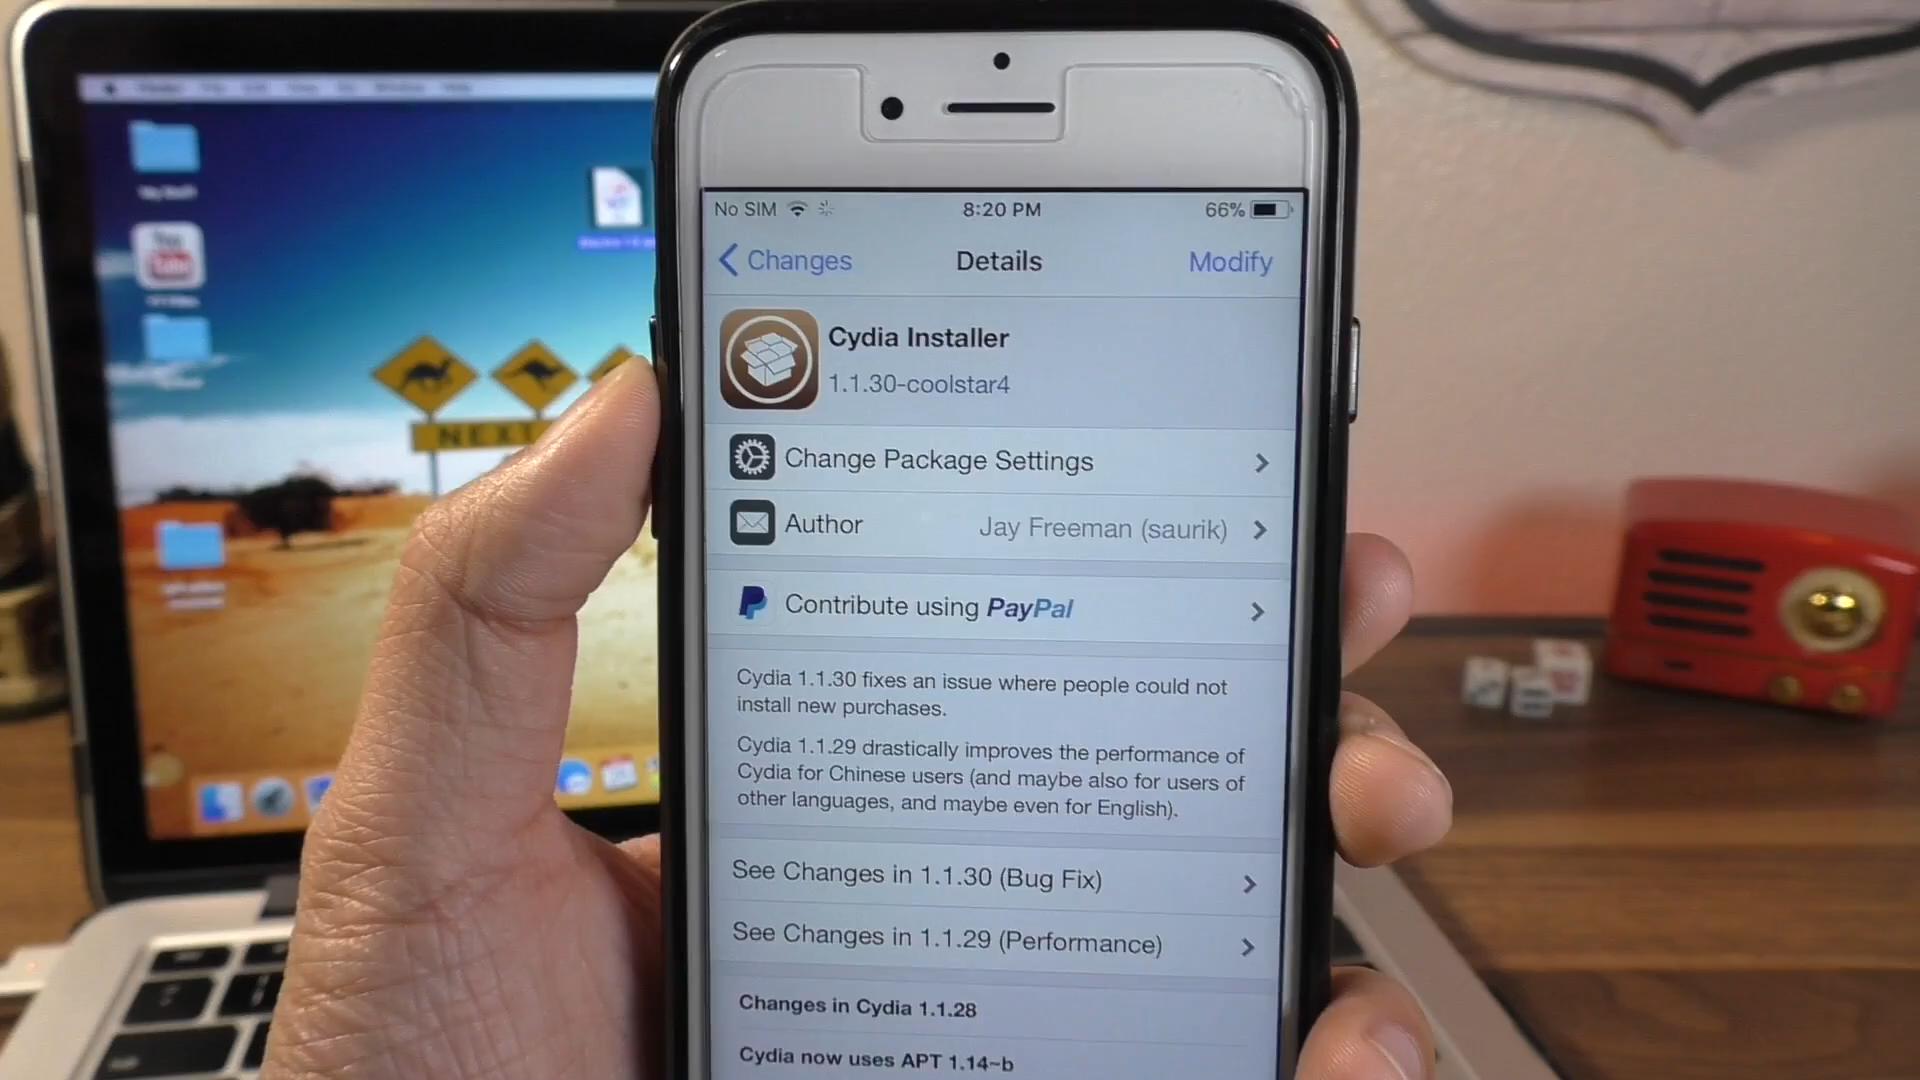 No SIM 8:20 PM 66%
Changes Details Modify
Cydia Installer
1.1.30-coolstar4
Change Package Settings
Author Jay Freeman (saurik)
Contribute using PayPal
Cydia 1.1.30 fixes an issue where people could not
install new purchases.
Cydia 1.1.29 drastically improves the performance of
Cydia for Chinese users (and maybe also for users of
other languages, and maybe even for English).
See Changes in 1.1.30 (Bug Fix)
See Changes in 1.1.29 (Performance)
Changes in Cydia 1.1.28
Cydia now uses APT 1.14~b
NEXT
You
Tube